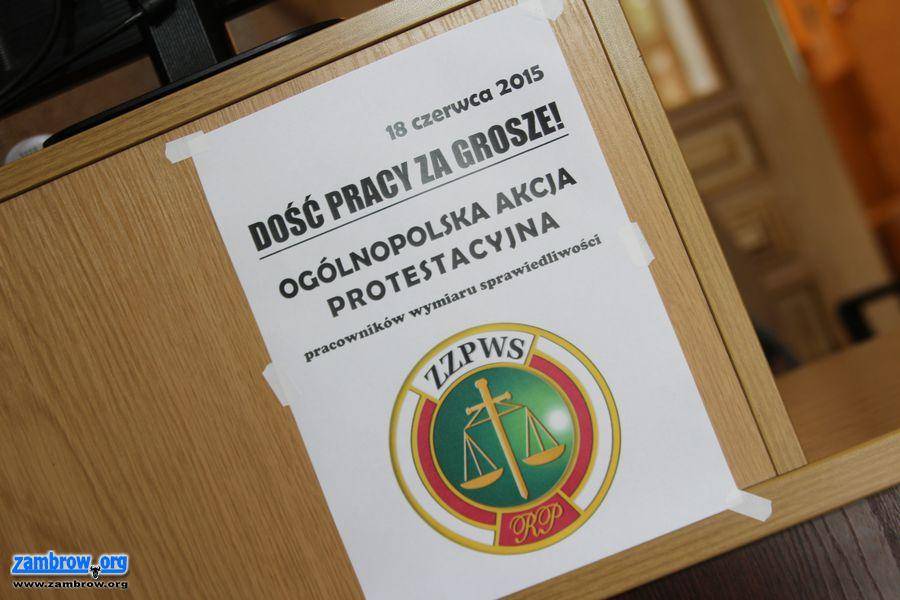 18 czerwca 2015
DOŚĆ PRACY ZA GROSZE!
OGÓLNOPOLSKA AKCJA
PROTESTACYJNA
pracowników wymiaru sprawiedliwości
ZZPWS
RP
zambrow.org
www.zambrow.org